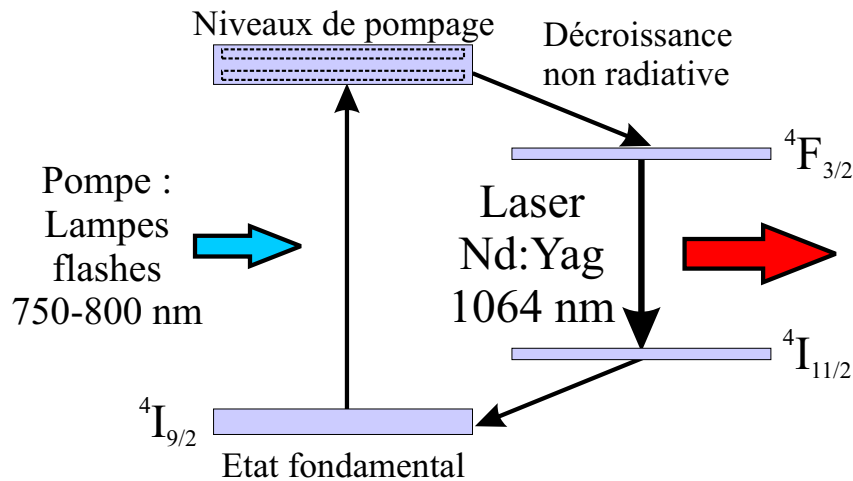 Niveaux de pompage
Décroissance
non radiative
⁴F₃/₂
Pompe :
Lampes
flashes
750-800 nm
Laser
Nd:Yag
1064 nm
⁴I₁₁/₂
⁴I₉/₂
Etat fondamental